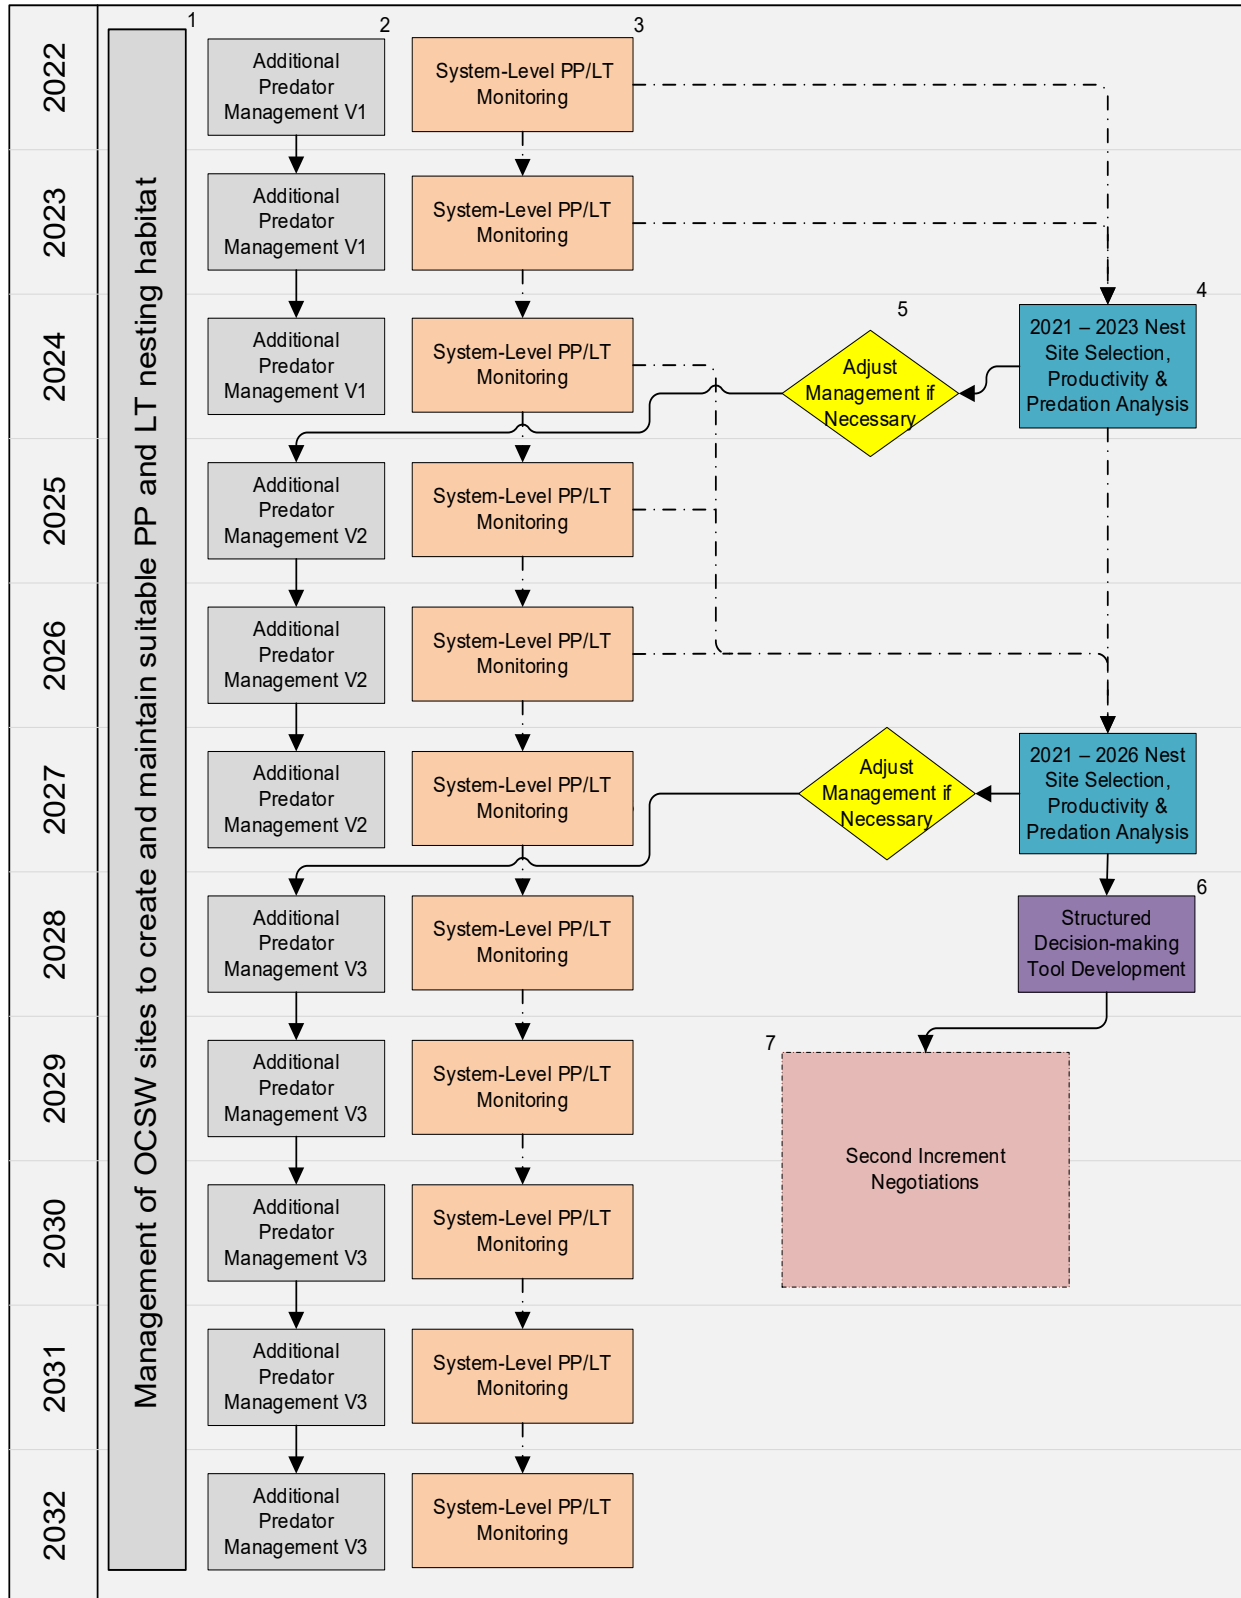 1
2
3
2022
Management of OCSW sites to create and maintain suitable PP and LT nesting habitat
Additional
Predator
Management V1
System-Level PP/LT
Monitoring
2023
Additional
Predator
Management V1
System-Level PP/LT
Monitoring
2024
Additional
Predator
Management V1
System-Level PP/LT
Monitoring
5
Adjust
Management if
Necessary
4
2021 – 2023 Nest
Site Selection,
Productivity &
Predation Analysis
2025
Additional
Predator
Management V2
System-Level PP/LT
Monitoring
2026
Additional
Predator
Management V2
System-Level PP/LT
Monitoring
2027
Additional
Predator
Management V2
System-Level PP/LT
Monitoring
Adjust
Management if
Necessary
2021 – 2026 Nest
Site Selection,
Productivity &
Predation Analysis
2028
Additional
Predator
Management V3
System-Level PP/LT
Monitoring
6
Structured
Decision-making
Tool Development
2029
Additional
Predator
Management V3
System-Level PP/LT
Monitoring
7
Second Increment
Negotiations
2030
Additional
Predator
Management V3
System-Level PP/LT
Monitoring
2031
Additional
Predator
Management V3
System-Level PP/LT
Monitoring
2032
Additional
Predator
Management V3
System-Level PP/LT
Monitoring